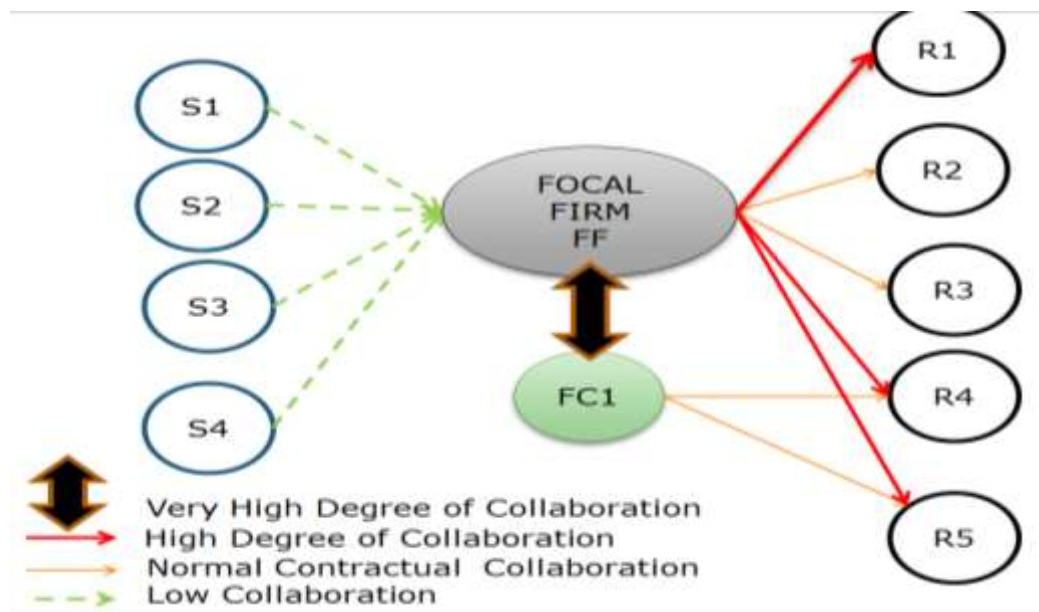 S1
S2
S3
S4
FOCAL
FIRM
FF
FC1
R1
R2
R3
R4
R5
Very High Degree of Collaboration
High Degree of Collaboration
Normal Contractual Collaboration
Low Collaboration